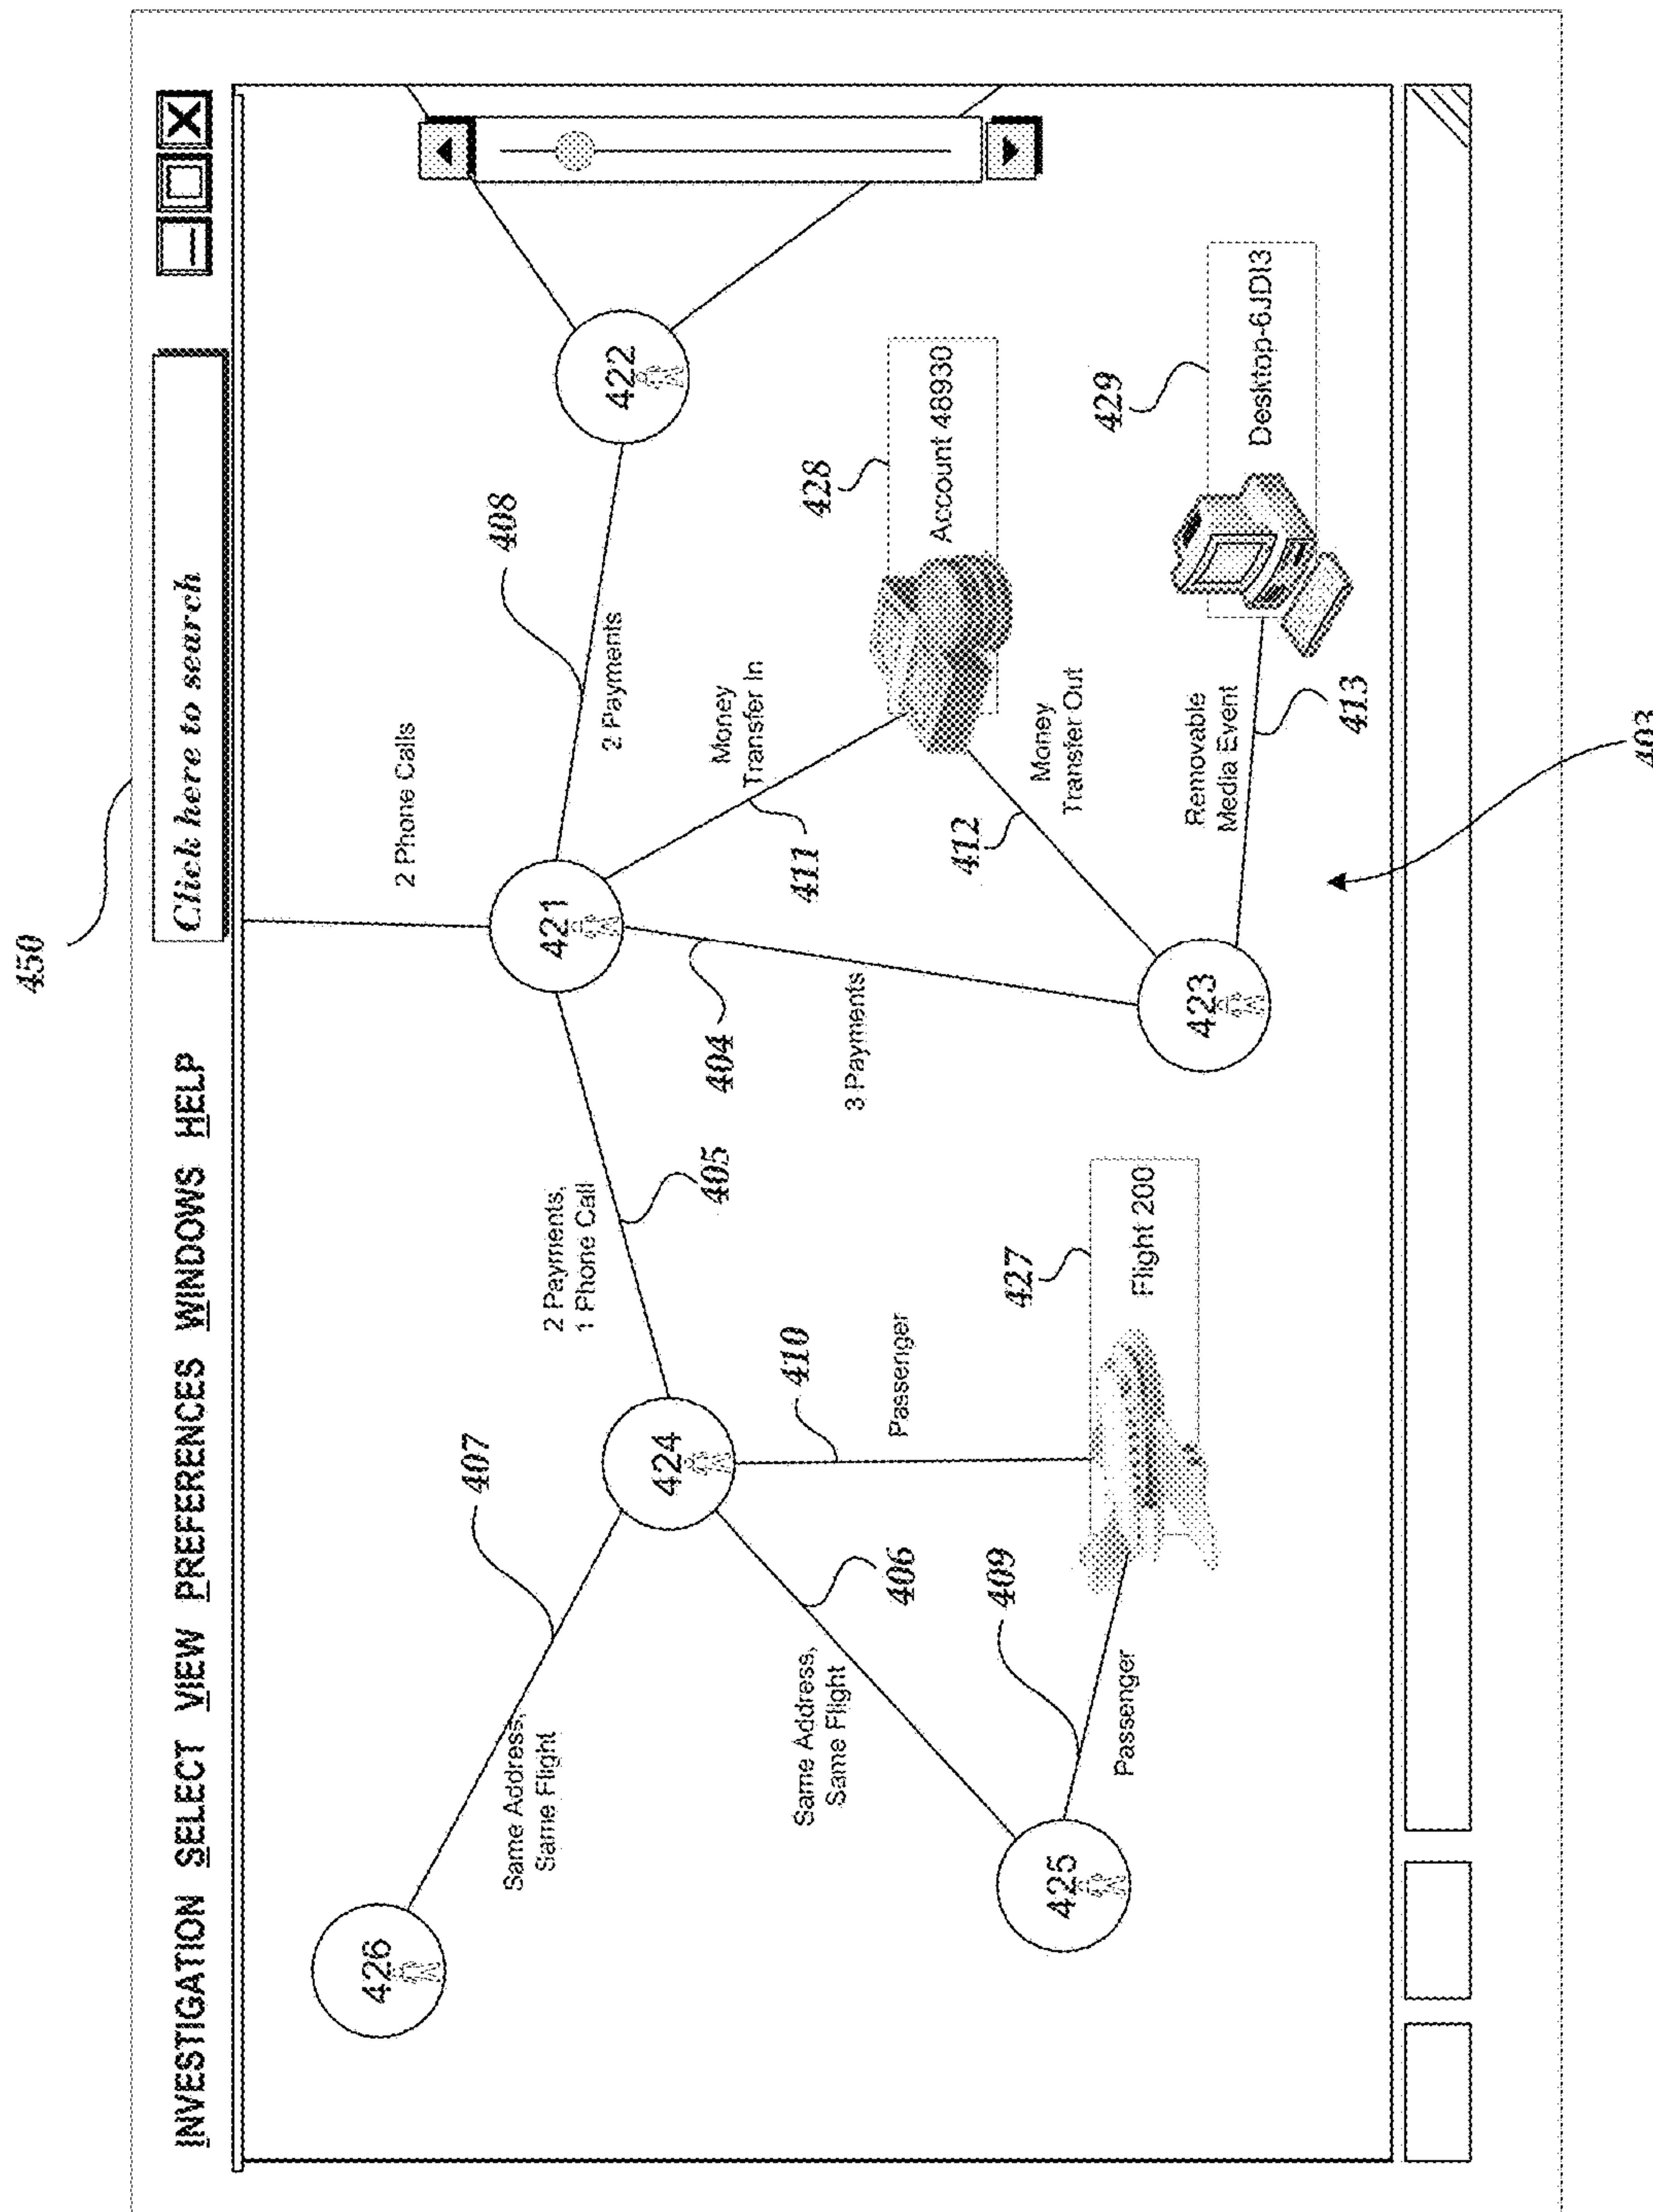 450
INVESTIGATION SELECT VIEW PREFERENCES WINDOWS HELP
Click here to search
2 Phone Calls
426
407
Same Address,
Same Flight
424
2 Payments,
1 Phone Call
405
421
408
2 Payments
422
Same Address,
Same Flight
406
410
Passenger
404
3 Payments
Money
Transfer In
411
428
Account 48930
425
409
Passenger
427
Flight 200
412
Money
Transfer Out
423
Removable
Media Event
413
429
Desktop-6JDI3
403